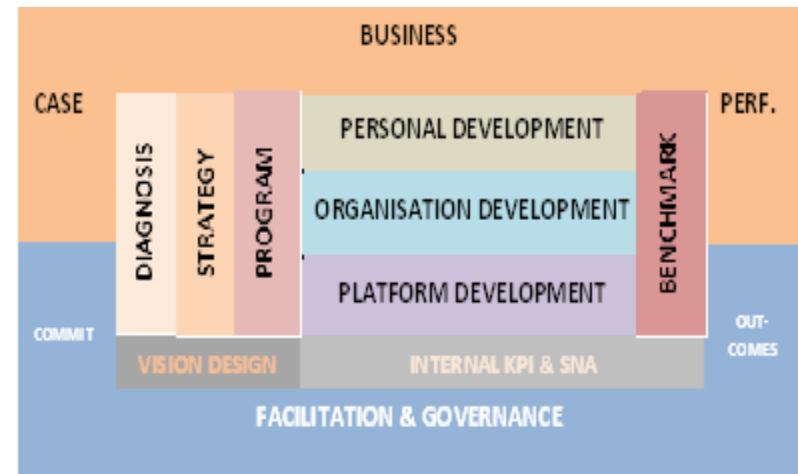 BUSINESS
CASE
PERF.
DIAGNOSIS
STRATEGY
PROGRAM
PERSONAL DEVELOPMENT
ORGANISATION DEVELOPMENT
PLATFORM DEVELOPMENT
BENCHMARK
COMMIT
OUT-
COMES
VISION DESIGN
INTERNAL KPI & SNA
FACILITATION & GOVERNANCE